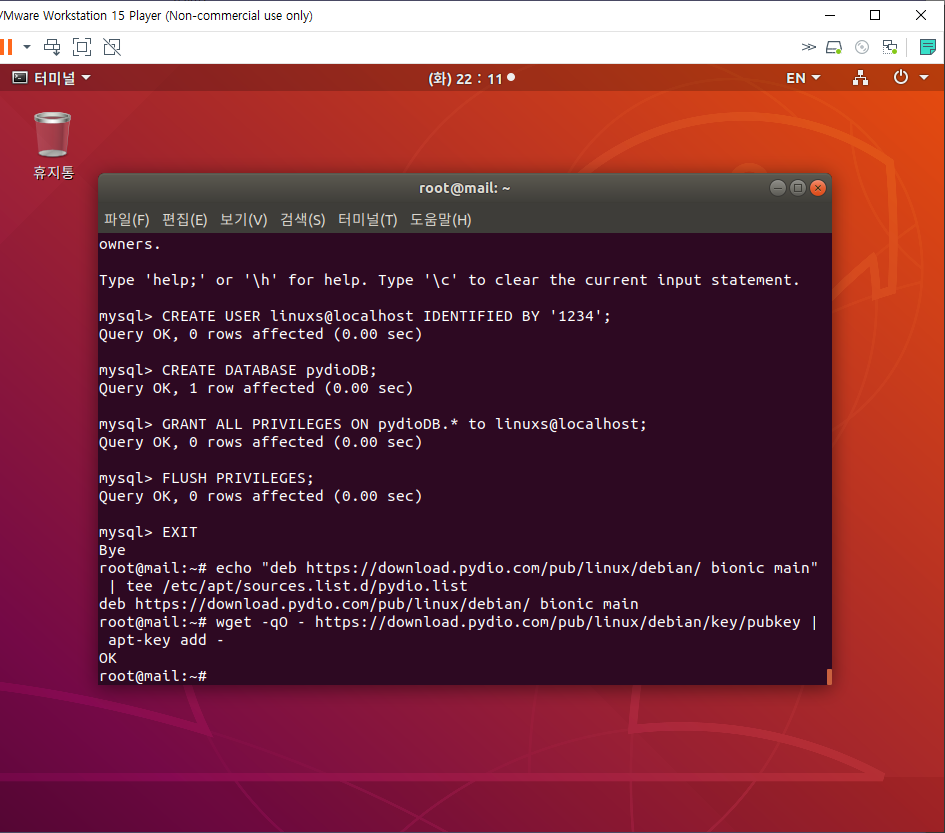 VMware Workstation 15 Player (Non-commercial use only)
터미널
(화) 22 : 11
EN
휴지통
root@mail: ~
파일(F) 편집(E) 보기(V) 검색(S) 터미널(T) 도움말(H)
owners.
Type 'help;' or '\h' for help. Type '\c' to clear the current input statement.
mysql> CREATE USER linuxs@localhost IDENTIFIED BY '1234';
Query OK, 0 rows affected (0.00 sec)
mysql> CREATE DATABASE pydioDB;
Query OK, 1 row affected (0.00 sec)
mysql> GRANT ALL PRIVILEGES ON pydioDB.* to linuxs@localhost;
Query OK, 0 rows affected (0.00 sec)
mysql> FLUSH PRIVILEGES;
Query OK, 0 rows affected (0.00 sec)
mysql> EXIT
Bye
root@mail:~# echo "deb https://download.pydio.com/pub/linux/debian/ bionic main"
| tee /etc/apt/sources.list.d/pydio.list
deb https://download.pydio.com/pub/linux/debian/ bionic main
root@mail:~# wget -qO - https://download.pydio.com/pub/linux/debian/key/pubkey |
apt-key add -
OK
root@mail:~#